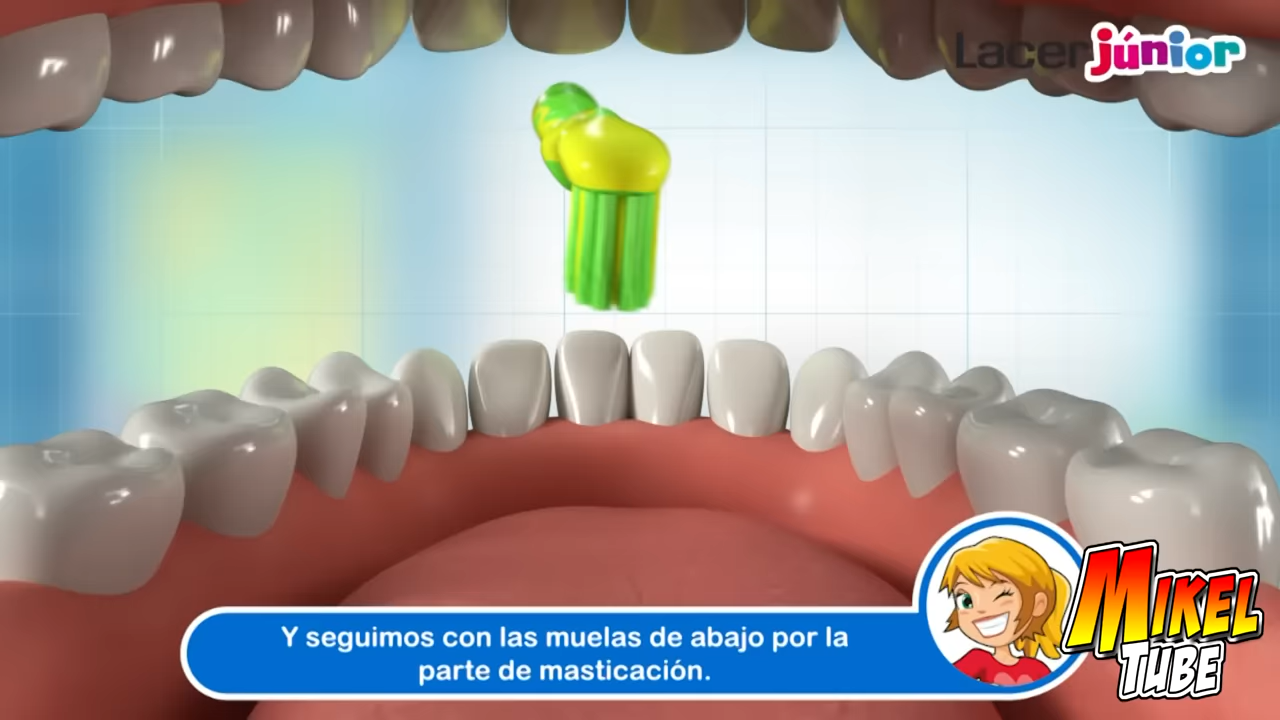 Lacer júnior
Y seguimos con las muelas de abajo por la
parte de masticación.
MIKEL
TUBE